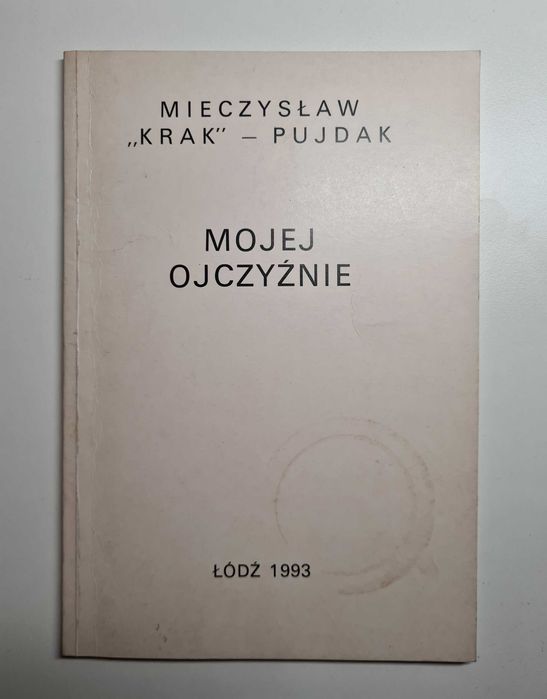 MIECZYSŁAW
„KRAK” – PUJDAK
MOJEJ
OJCZYŹNIE
ŁÓDŹ 1993